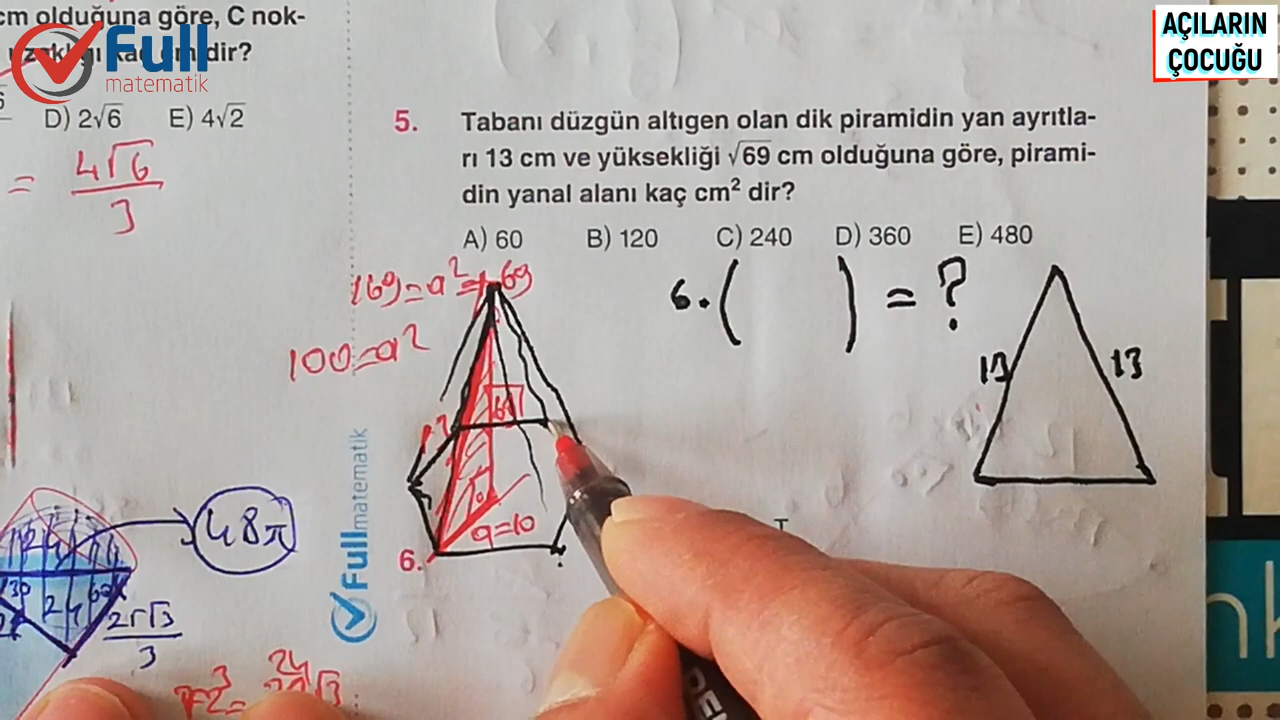 cm olduğuna göre, C nok-
dir?
Full
matematik
D) 2√6 E) 4√2
= 4√6
3
AÇILARIN
ÇOCUĞU
5. Tabanı düzgün altıgen olan dik piramidin yan ayrıtla-
rı 13 cm ve yüksekliği √69 cm olduğuna göre, pirami-
din yanal alanı kaç cm² dir?
A) 60 B) 120 C) 240 D) 360 E) 480
169=a²+69
100=a²
6.( ) = ?
13 13
a=10
Full matematik
6.
48π
2r√3
3